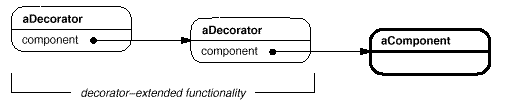 aDecorator
component
aDecorator
component
aComponent
decorator–extended functionality